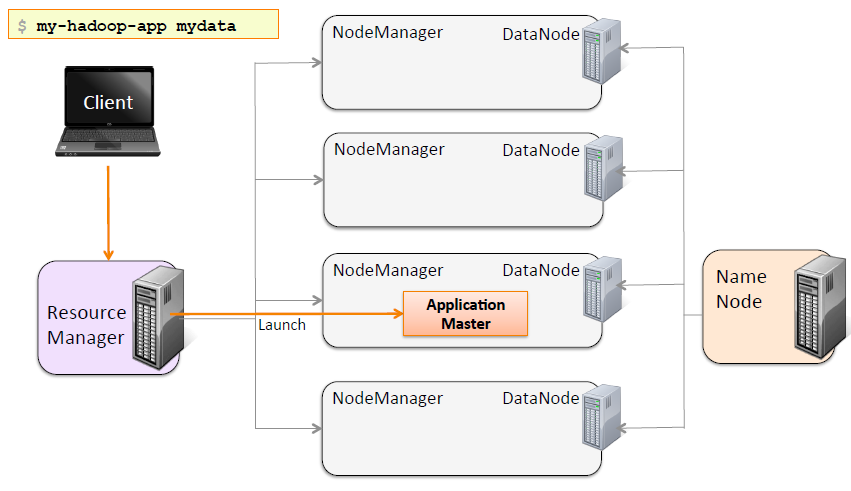 $ my-hadoop-app mydata
Client
Resource
Manager
Launch
NodeManager DataNode
NodeManager DataNode
NodeManager DataNode
Application
Master
NodeManager DataNode
Name
Node